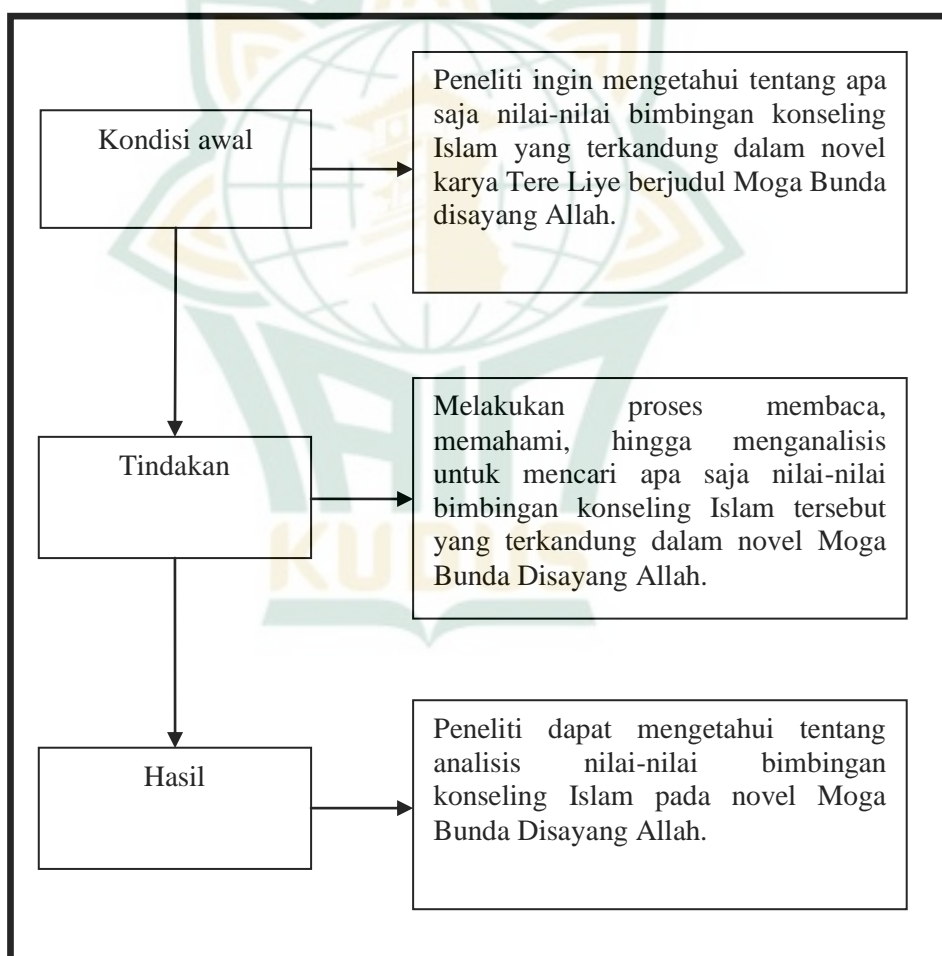 Kondisi awal
Peneliti ingin mengetahui tentang apa
saja nilai-nilai bimbingan konseling
Islam yang terkandung dalam novel
karya Tere Liye berjudul Moga Bunda
disayang Allah.
Tindakan
Melakukan proses membaca,
memahami, hingga menganalisis
untuk mencari apa saja nilai-nilai
bimbingan konseling Islam tersebut
yang terkandung dalam novel Moga
Bunda Disayang Allah.
IAIN
KUDUS
Hasil
Peneliti dapat mengetahui tentang
analisis nilai-nilai bimbingan
konseling Islam pada novel Moga
Bunda Disayang Allah.